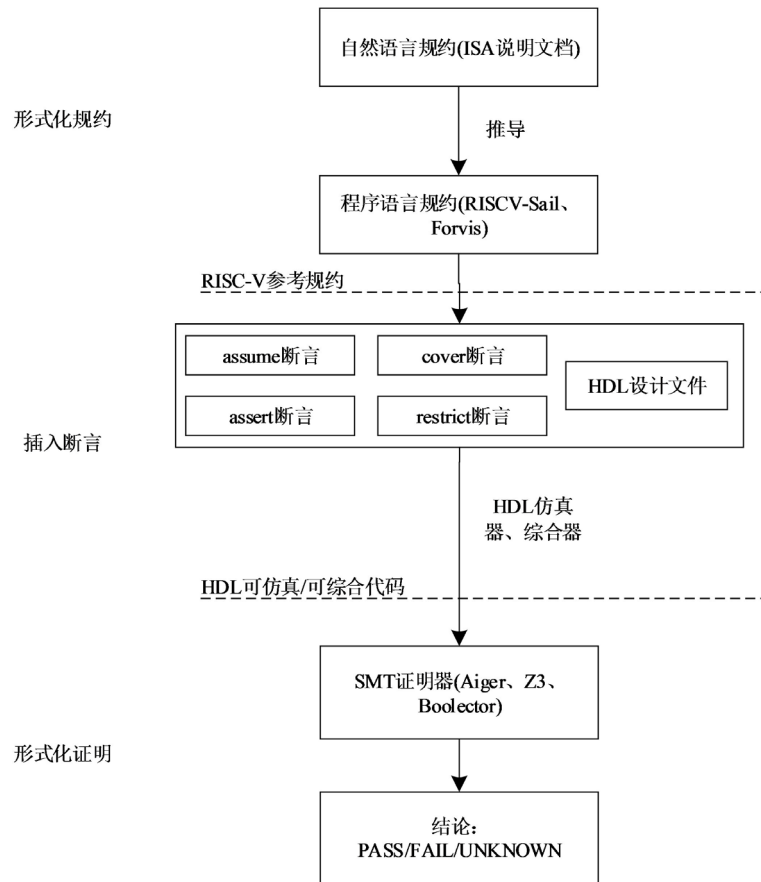 自然语言规约(ISA说明文档)
形式化规约
推导
程序语言规约(RISCV-Sail、
Forvis)
RISC-V参考规约
assume断言
cover断言
HDL设计文件
assert断言
restrict断言
插入断言
HDL仿真
器、综合器
HDL可仿真/可综合代码
SMT证明器(Aiger、Z3、
Boolector)
形式化证明
结论：
PASS/FAIL/UNKNOWN